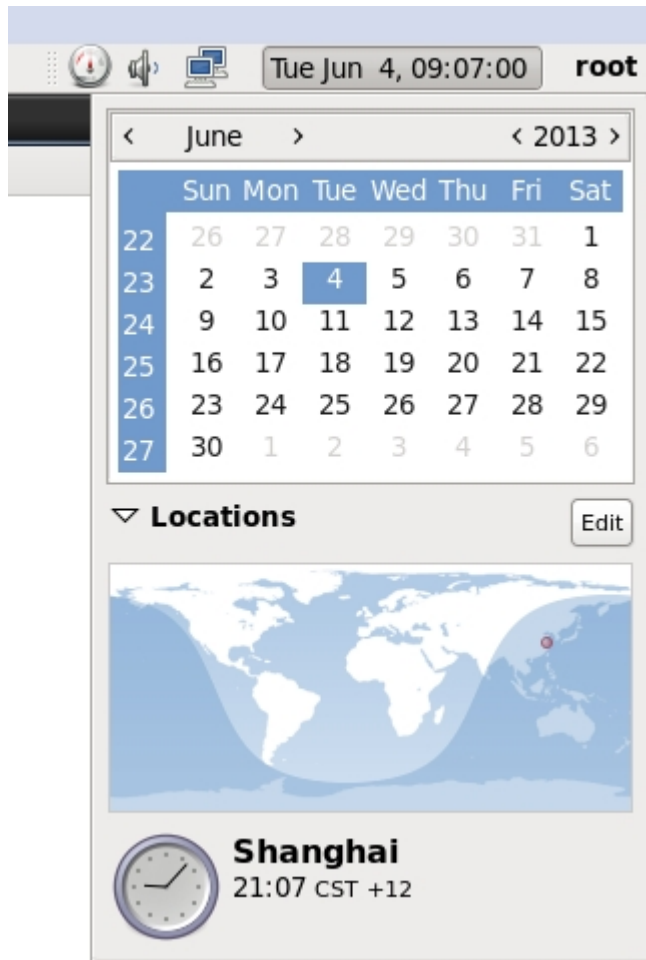 Tue Jun 4, 09:07:00 root
< June > < 2013 >
Sun Mon Tue Wed Thu Fri Sat
22 26 27 28 29 30 31 1
23 2 3 4 5 6 7 8
24 9 10 11 12 13 14 15
25 16 17 18 19 20 21 22
26 23 24 25 26 27 28 29
27 30 1 2 3 4 5 6
Locations Edit
Shanghai
21:07 CST +12